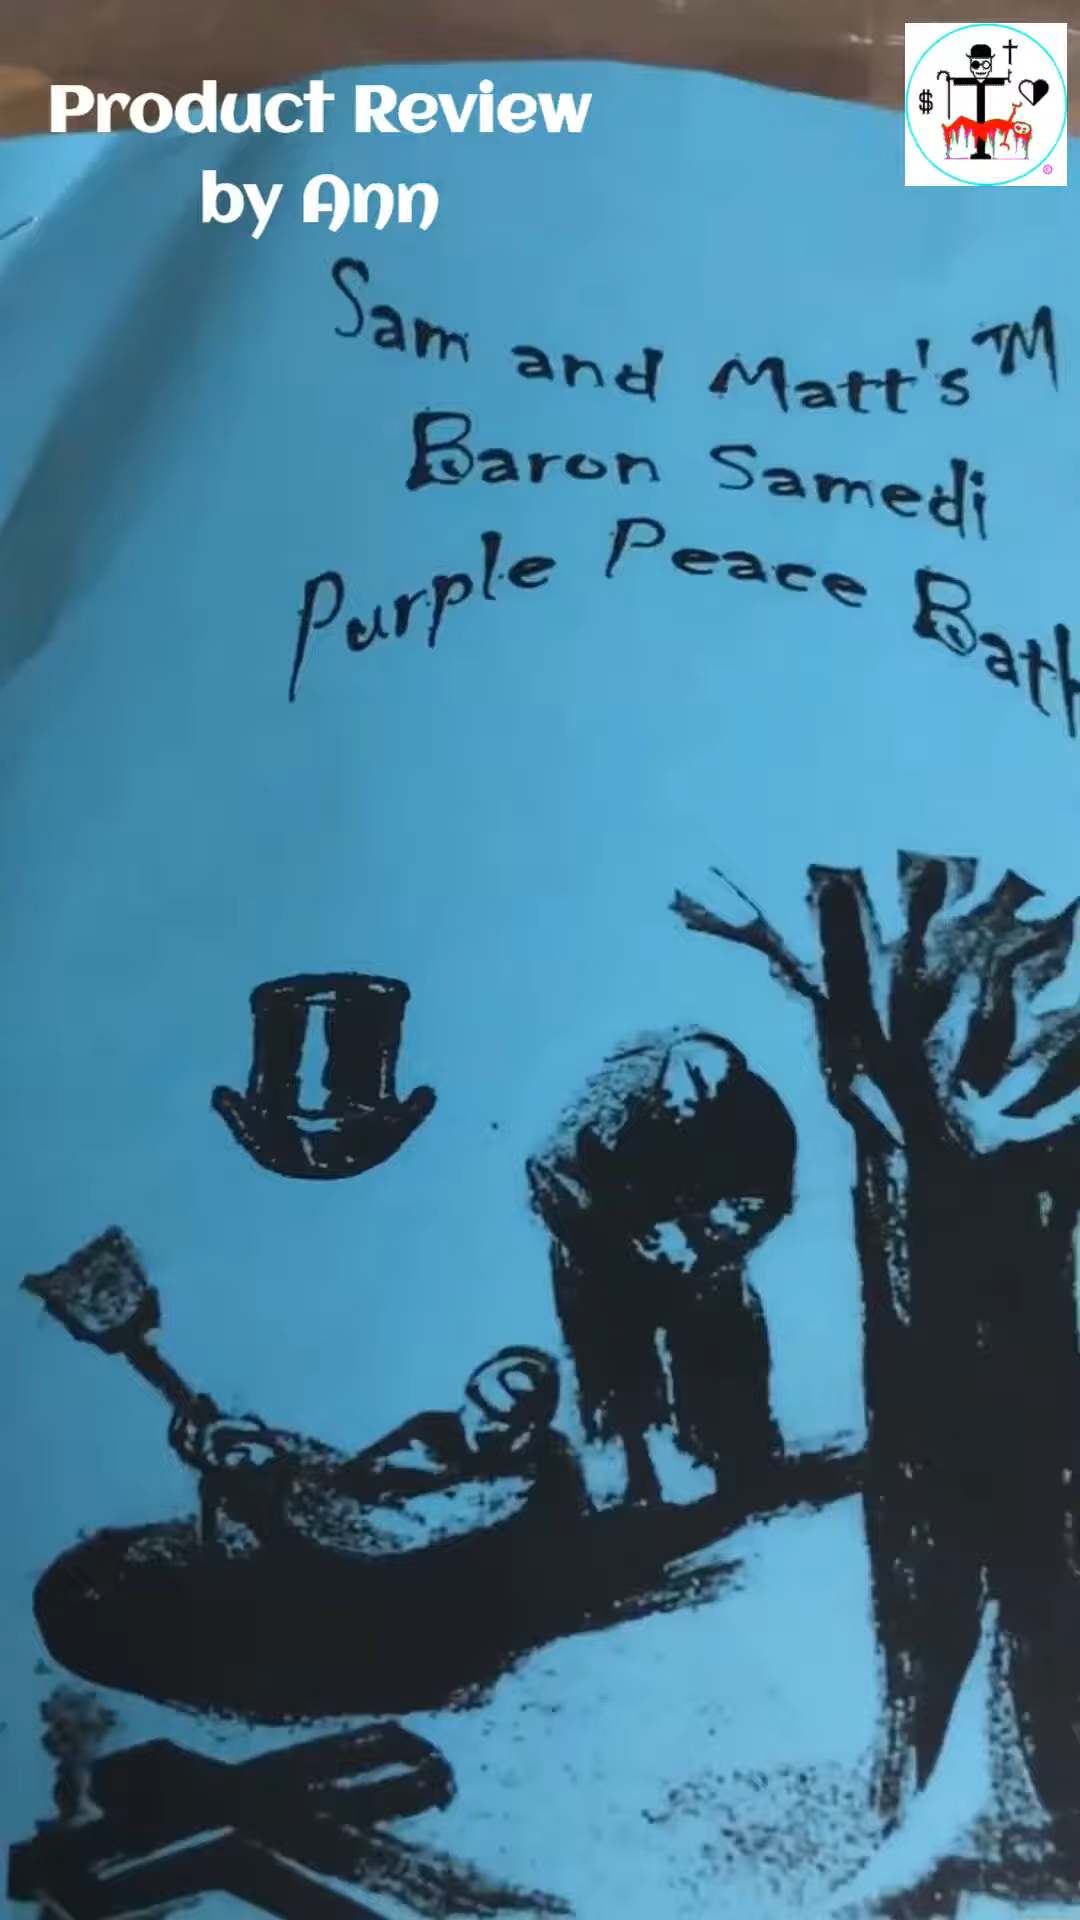 Product Review
by Ann
Sam and Matt's™
Baron Samedi
Purple Peace Bath
$
©